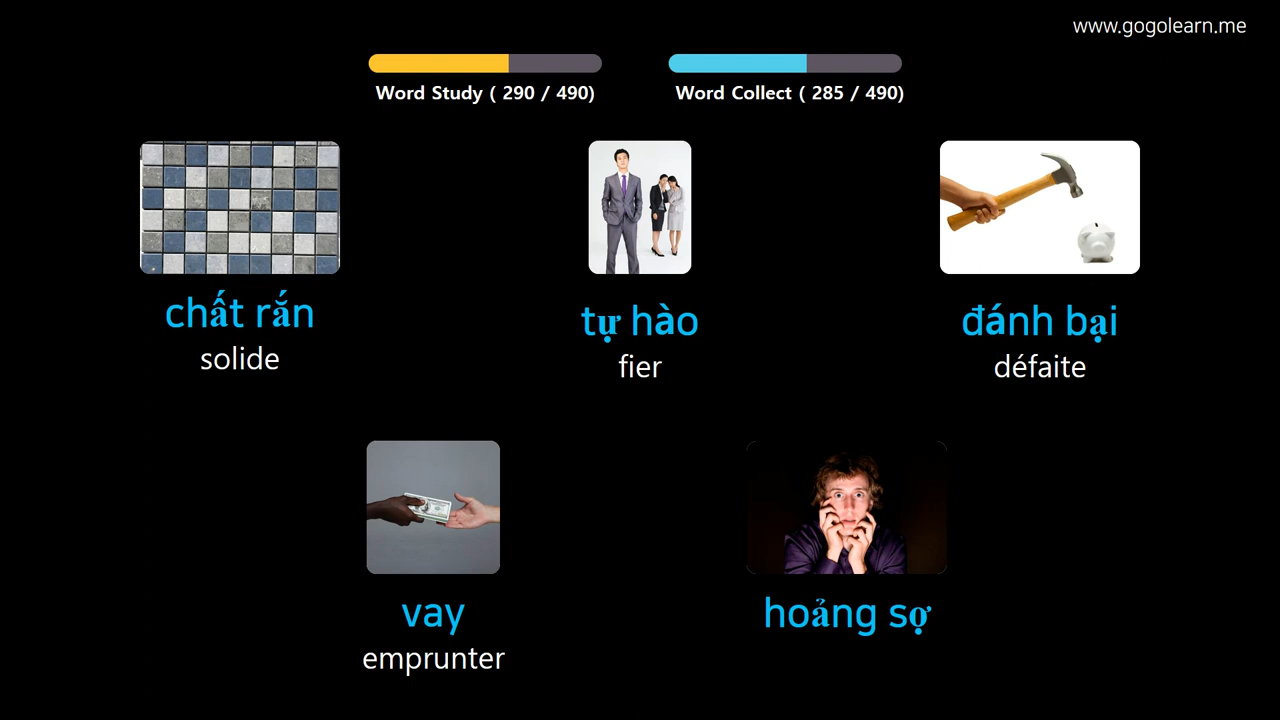 www.gogolearn.me
Word Study ( 290 / 490)
Word Collect ( 285 / 490)
chất rắn
solide
tự hào
fier
đánh bại
défaite
vay
emprunter
hoảng sợ